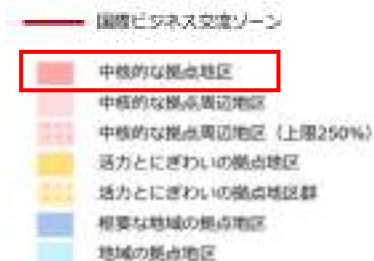 国際ビジネス交流ゾーン
中核的な拠点地区
中核的な拠点周辺地区
中核的な拠点周辺地区（上限250%）
活力とにぎわいの拠点地区
活力とにぎわいの拠点地区群
枢要な地域の拠点地区
地域の拠点地区